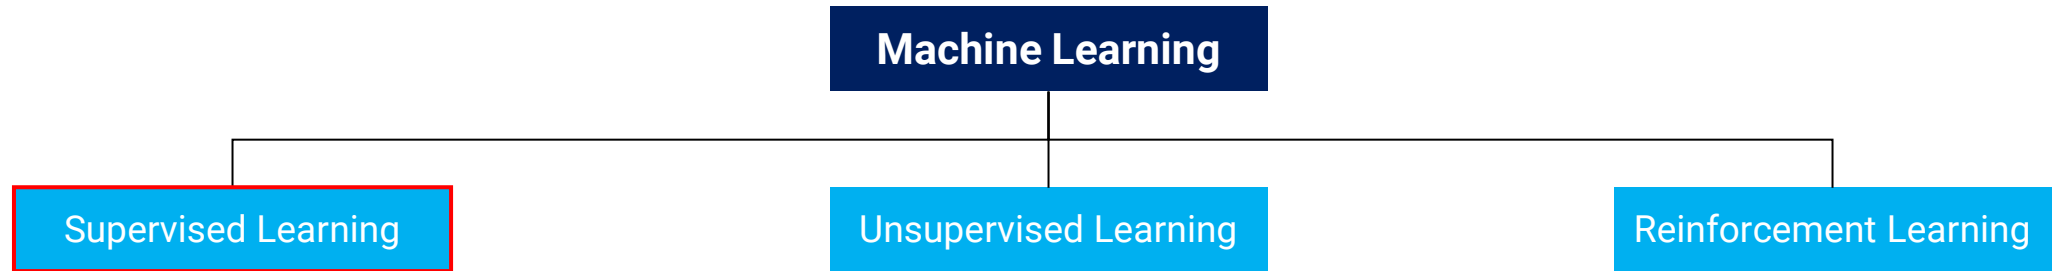 Machine Learning
Supervised Learning
Unsupervised Learning
Reinforcement Learning